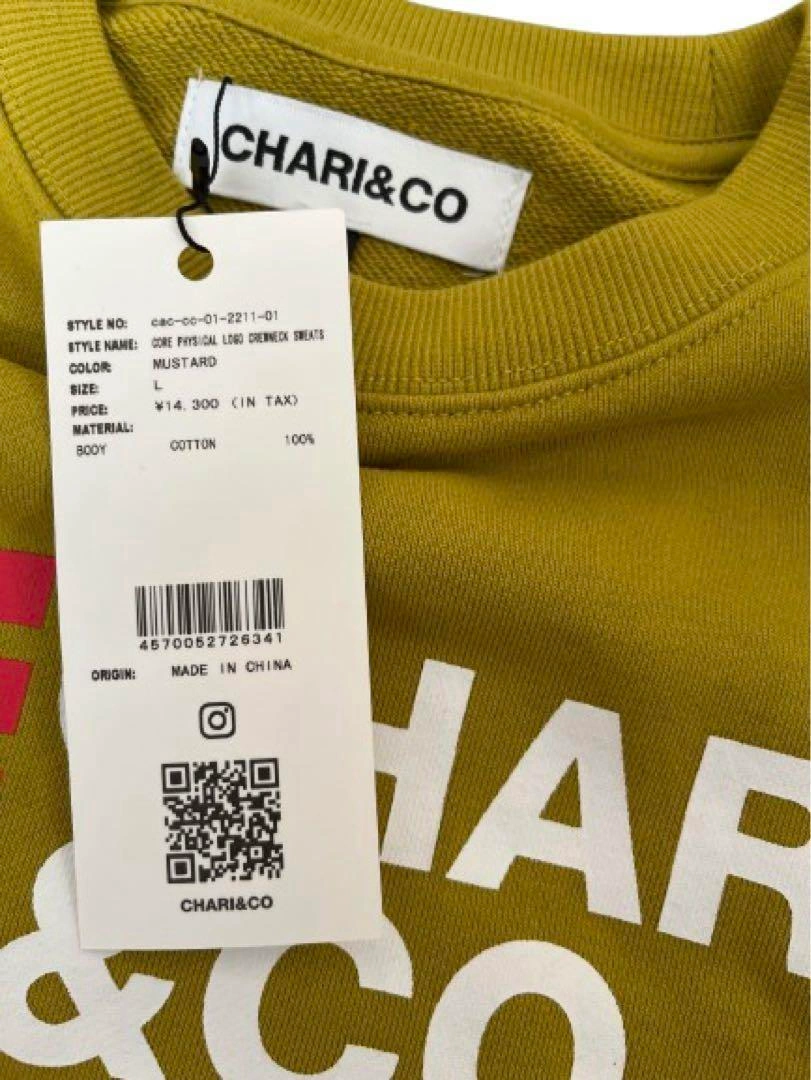 CHARI&CO
STYLE NO: cac-cc-01-2211-01
STYLE NAME: CORE PHYSICAL LOGO CREWNECK SWEATS
COLOR: MUSTARD
SIZE: L
PRICE: ¥14,300 (IN TAX)
MATERIAL:
BODY COTTON 100%
4570052726341
ORIGIN: MADE IN CHINA
CHARI&CO
HAR
&CO